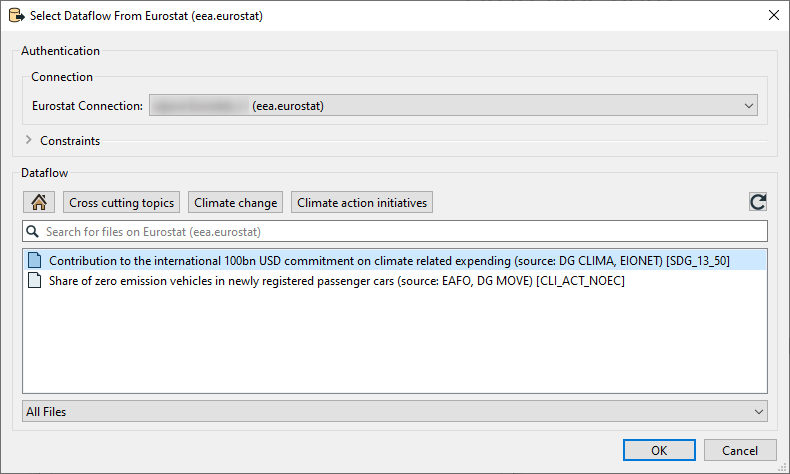 Select Dataflow From Eurostat (eea.eurostat)
Authentication
Connection
Eurostat Connection: (eea.eurostat)
Constraints
Dataflow
Cross cutting topics Climate change Climate action initiatives
Search for files on Eurostat (eea.eurostat)
Contribution to the international 100bn USD commitment on climate related expending (source: DG CLIMA, EIONET) [SDG_13_50]
Share of zero emission vehicles in newly registered passenger cars (source: EAFO, DG MOVE) [CLI_ACT_NOEC]
All Files
OK Cancel